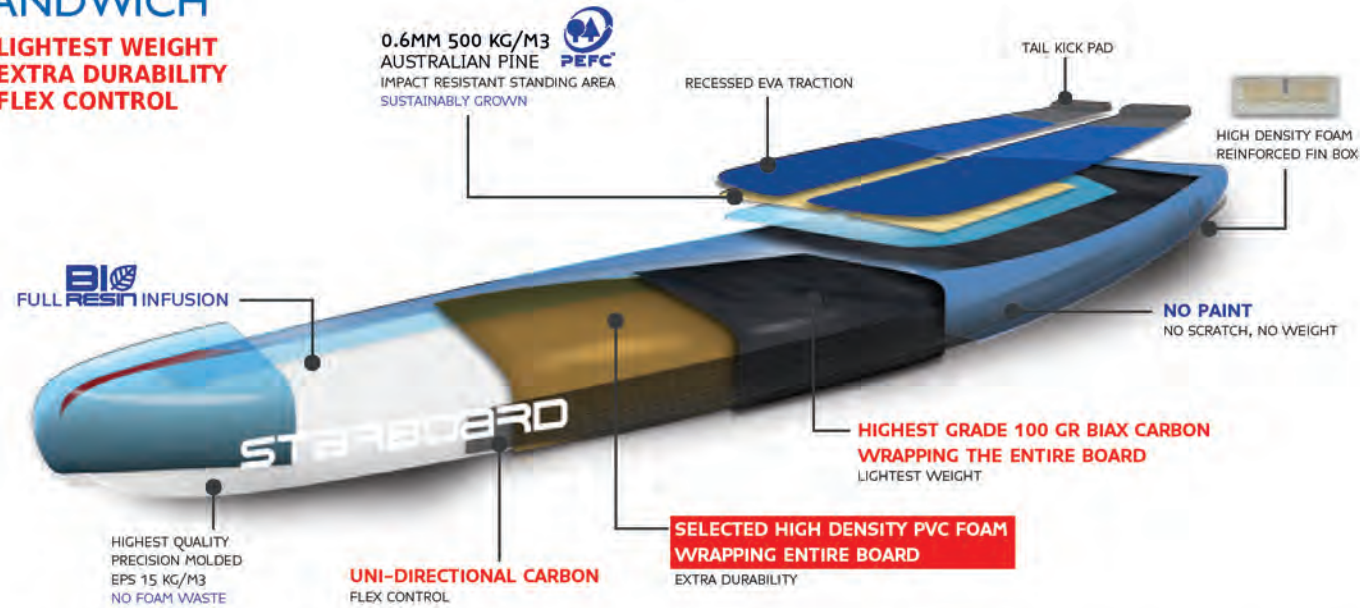 ANDWICH
LIGHTEST WEIGHT
EXTRA DURABILITY
FLEX CONTROL
0.6MM 500 KG/M3
AUSTRALIAN PINE
PEFC™
IMPACT RESISTANT STANDING AREA
SUSTAINABLY GROWN
RECESSED EVA TRACTION
TAIL KICK PAD
HIGH DENSITY FOAM
REINFORCED FIN BOX
FULL BIO RESIN INFUSION
NO PAINT
NO SCRATCH, NO WEIGHT
STARBOARD
HIGHEST GRADE 100 GR BIAX CARBON
WRAPPING THE ENTIRE BOARD
LIGHTEST WEIGHT
SELECTED HIGH DENSITY PVC FOAM
WRAPPING ENTIRE BOARD
EXTRA DURABILITY
UNI-DIRECTIONAL CARBON
FLEX CONTROL
HIGHEST QUALITY
PRECISION MOLDED
EPS 15 KG/M3
NO FOAM WASTE